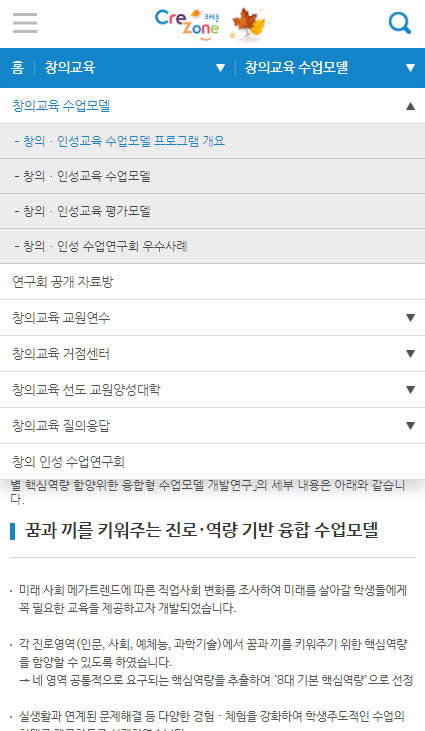 Cre 크레존
Zone
홈 창의교육 ▼ 창의교육 수업모델 ▼
창의교육 수업모델 ▲
- 창의 · 인성교육 수업모델 프로그램 개요
- 창의 · 인성교육 수업모델
- 창의 · 인성교육 평가모델
- 창의 · 인성 수업연구회 우수사례
연구회 공개 자료방
창의교육 교원연수 ▼
창의교육 거점센터 ▼
창의교육 선도 교원양성대학 ▼
창의교육 질의응답 ▼
창의 인성 수업연구회
별 핵심역량 함양위한 융합형 수업모델 개발연구」의 세부 내용은 아래와 같습니
다.
꿈과 끼를 키워주는 진로·역량 기반 융합 수업모델
· 미래 사회 메가트렌드에 따른 직업사회 변화를 조사하여 미래를 살아갈 학생들에게
꼭 필요한 교육을 제공하고자 개발되었습니다.
· 각 진로영역(인문, 사회, 예체능, 과학기술)에서 꿈과 끼를 키워주기 위한 핵심역량
을 함양할 수 있도록 하였습니다.
→ 네 영역 공통적으로 요구되는 핵심역량을 추출하여 ‘8대 기본 핵심역량’으로 선정
· 실생활과 연계된 문제해결 등 다양한 경험 · 체험을 강화하여 학생주도적인 수업의